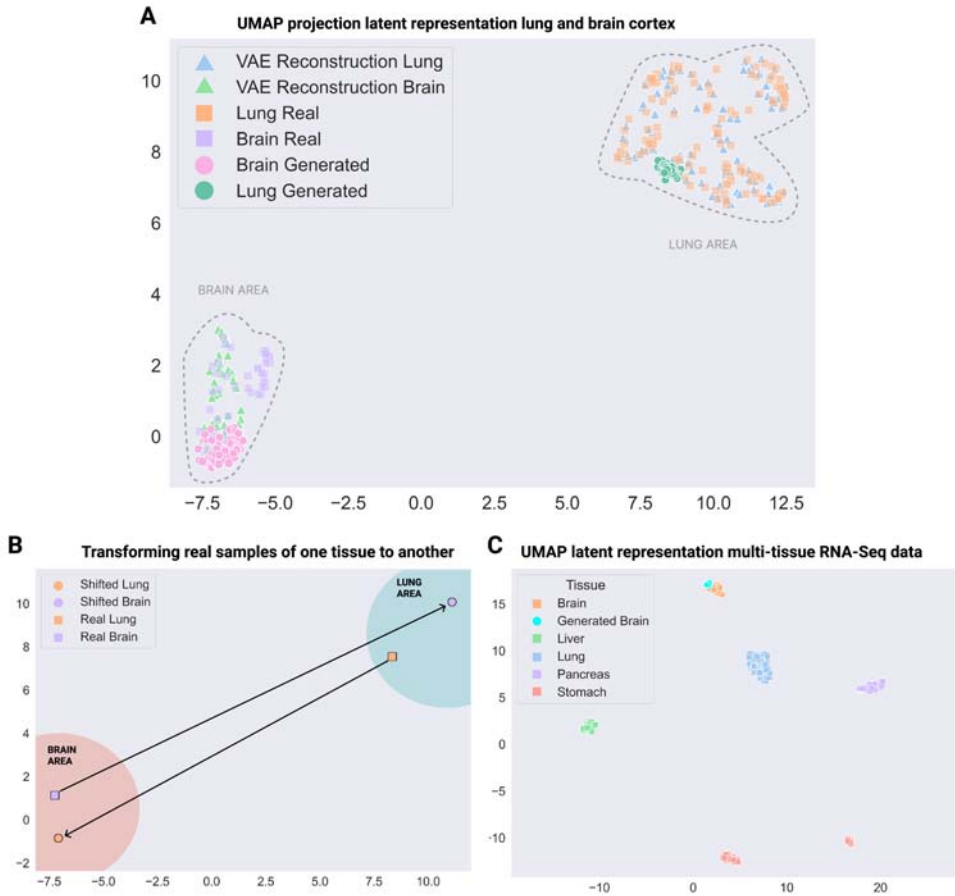 A
UMAP projection latent representation lung and brain cortex
VAE Reconstruction Lung
VAE Reconstruction Brain
Lung Real
Brain Real
Brain Generated
Lung Generated
10
8
6
4
2
0
LUNG AREA
BRAIN AREA
−7.5 −5.0 −2.5 0.0 2.5 5.0 7.5 10.0 12.5
B
Transforming real samples of one tissue to another
Shifted Lung
Shifted Brain
Real Lung
Real Brain
LUNG
AREA
BRAIN
AREA
10
8
6
4
2
0
−2
−7.5 −5.0 −2.5 0.0 2.5 5.0 7.5 10.0
C
UMAP latent representation multi-tissue RNA-Seq data
Tissue
Brain
Generated Brain
Liver
Lung
Pancreas
Stomach
15
10
5
0
−5
−10
−10 0 10 20